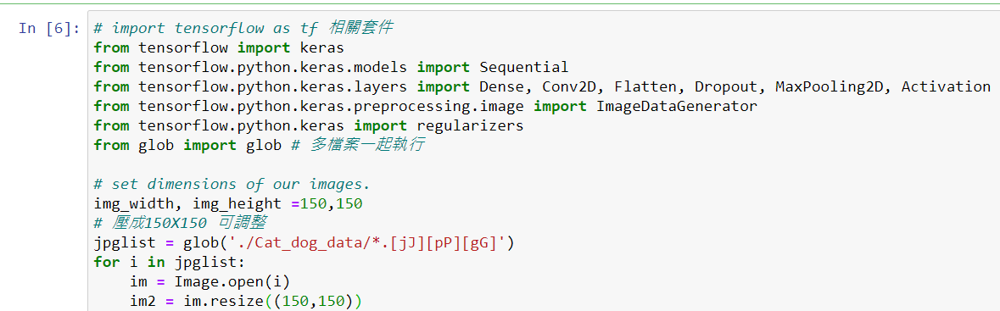 In [6]: # import tensorflow as tf 相關套件
from tensorflow import keras
from tensorflow.python.keras.models import Sequential
from tensorflow.python.keras.layers import Dense, Conv2D, Flatten, Dropout, MaxPooling2D, Activation
from tensorflow.python.keras.preprocessing.image import ImageDataGenerator
from tensorflow.python.keras import regularizers
from glob import glob # 多檔案一起執行

# set dimensions of our images.
img_width, img_height =150,150
# 壓成150X150 可調整
jpglist = glob('./Cat_dog_data/*.[jJ][pP][gG]')
for i in jpglist:
    im = Image.open(i)
    im2 = im.resize((150,150))